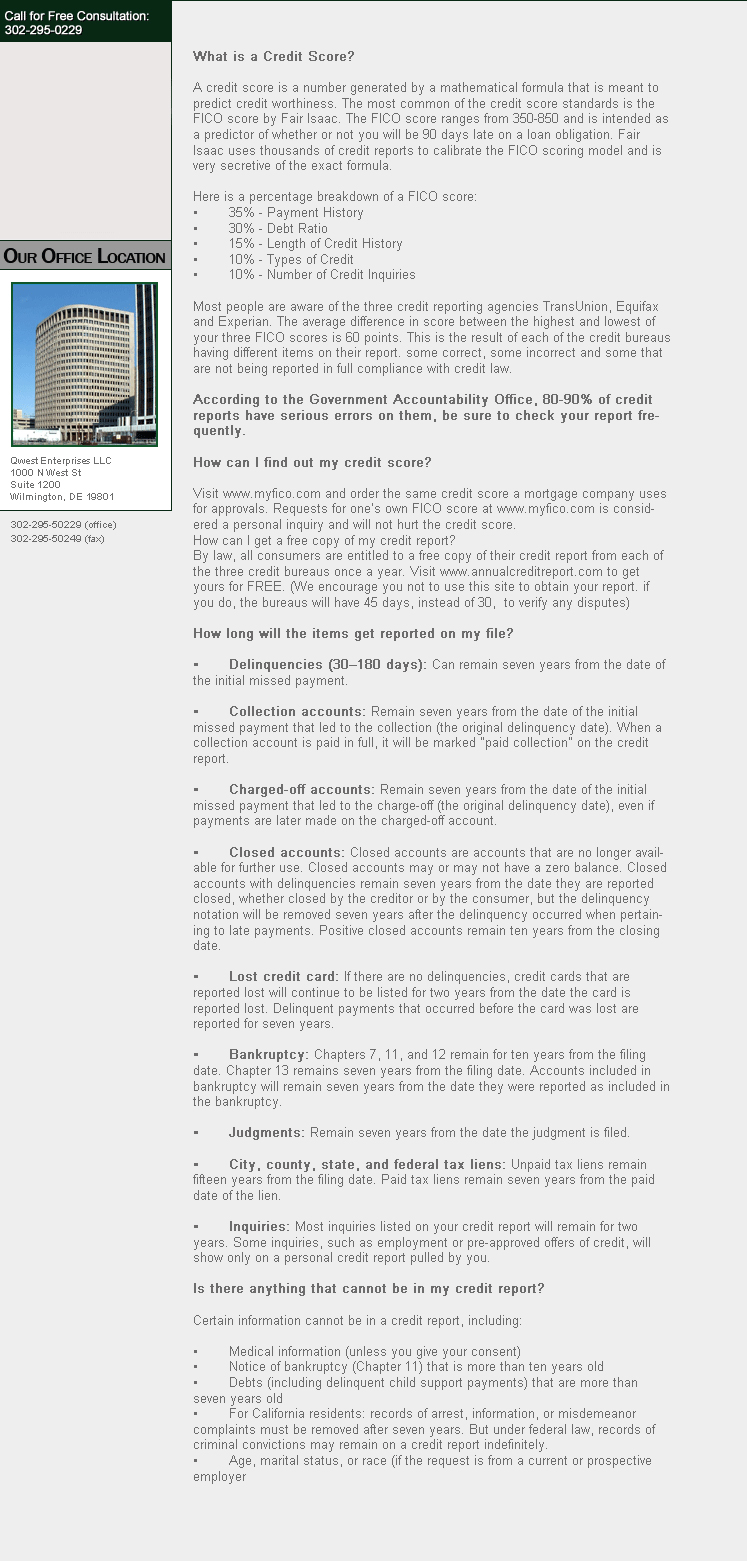 Call for Free Consultation:
302-295-0229
OUR OFFICE LOCATION
Qwest Enterprises LLC
1000 N West St
Suite 1200
Wilmington, DE 19801
302-295-50229 (office)
302-295-50249 (fax)
What is a Credit Score?
A credit score is a number generated by a mathematical formula that is meant to
predict credit worthiness. The most common of the credit score standards is the
FICO score by Fair Isaac. The FICO score ranges from 350-850 and is intended as
a predictor of whether or not you will be 90 days late on a loan obligation. Fair
Isaac uses thousands of credit reports to calibrate the FICO scoring model and is
very secretive of the exact formula.
Here is a percentage breakdown of a FICO score:
• 35% - Payment History
• 30% - Debt Ratio
• 15% - Length of Credit History
• 10% - Types of Credit
• 10% - Number of Credit Inquiries
Most people are aware of the three credit reporting agencies TransUnion, Equifax
and Experian. The average difference in score between the highest and lowest of
your three FICO scores is 60 points. This is the result of each of the credit bureaus
having different items on their report. some correct, some incorrect and some that
are not being reported in full compliance with credit law.
According to the Government Accountability Office, 80-90% of credit
reports have serious errors on them, be sure to check your report fre-
quently.
How can I find out my credit score?
Visit www.myfico.com and order the same credit score a mortgage company uses
for approvals. Requests for one's own FICO score at www.myfico.com is consid-
ered a personal inquiry and will not hurt the credit score.
How can I get a free copy of my credit report?
By law, all consumers are entitled to a free copy of their credit report from each of
the three credit bureaus once a year. Visit www.annualcreditreport.com to get
yours for FREE. (We encourage you not to use this site to obtain your report. if
you do, the bureaus will have 45 days, instead of 30,  to verify any disputes)
How long will the items get reported on my file?
• Delinquencies (30–180 days): Can remain seven years from the date of
the initial missed payment.
• Collection accounts: Remain seven years from the date of the initial
missed payment that led to the collection (the original delinquency date). When a
collection account is paid in full, it will be marked "paid collection" on the credit
report.
• Charged-off accounts: Remain seven years from the date of the initial
missed payment that led to the charge-off (the original delinquency date), even if
payments are later made on the charged-off account.
• Closed accounts: Closed accounts are accounts that are no longer avail-
able for further use. Closed accounts may or may not have a zero balance. Closed
accounts with delinquencies remain seven years from the date they are reported
closed, whether closed by the creditor or by the consumer, but the delinquency
notation will be removed seven years after the delinquency occurred when pertain-
ing to late payments. Positive closed accounts remain ten years from the closing
date.
• Lost credit card: If there are no delinquencies, credit cards that are
reported lost will continue to be listed for two years from the date the card is
reported lost. Delinquent payments that occurred before the card was lost are
reported for seven years.
• Bankruptcy: Chapters 7, 11, and 12 remain for ten years from the filing
date. Chapter 13 remains seven years from the filing date. Accounts included in
bankruptcy will remain seven years from the date they were reported as included in
the bankruptcy.
• Judgments: Remain seven years from the date the judgment is filed.
• City, county, state, and federal tax liens: Unpaid tax liens remain
fifteen years from the filing date. Paid tax liens remain seven years from the paid
date of the lien.
• Inquiries: Most inquiries listed on your credit report will remain for two
years. Some inquiries, such as employment or pre-approved offers of credit, will
show only on a personal credit report pulled by you.
Is there anything that cannot be in my credit report?
Certain information cannot be in a credit report, including:
• Medical information (unless you give your consent)
• Notice of bankruptcy (Chapter 11) that is more than ten years old
• Debts (including delinquent child support payments) that are more than
seven years old
• For California residents: records of arrest, information, or misdemeanor
complaints must be removed after seven years. But under federal law, records of
criminal convictions may remain on a credit report indefinitely.
• Age, marital status, or race (if the request is from a current or prospective
employer